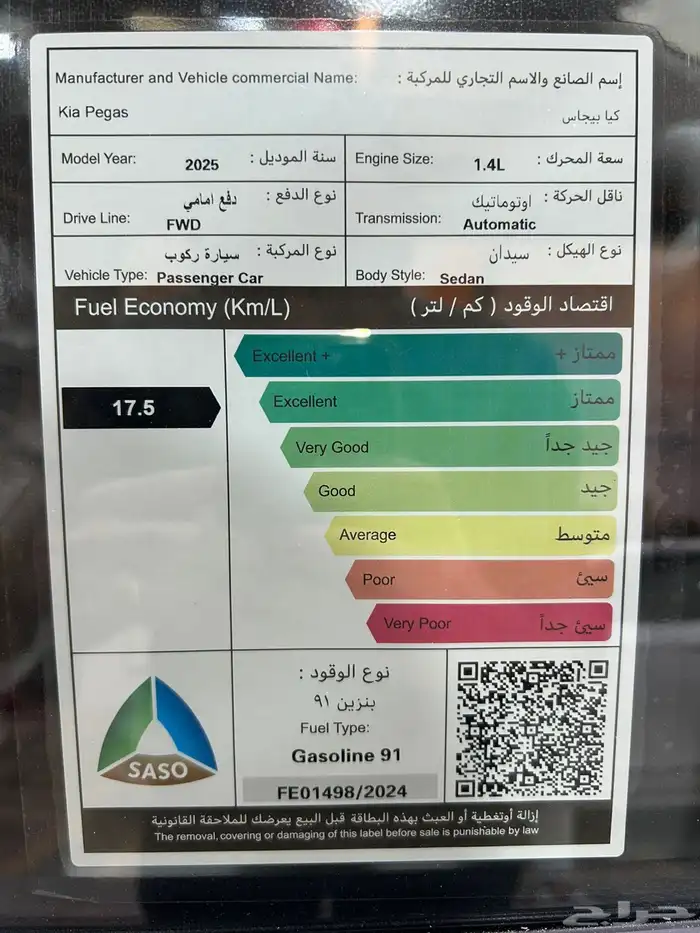 Manufacturer and Vehicle commercial Name: إسم الصانع والاسم التجاري للمركبة :
Kia Pegas كيا بيجاس
Model Year: 2025 سنة الموديل :
Engine Size: 1.4L سعة المحرك :
نوع الدفع : دفع امامي
Drive Line: FWD
ناقل الحركة : اوتوماتيك
Transmission: Automatic
نوع المركبة : سيارة ركوب
Vehicle Type: Passenger Car
نوع الهيكل : سيدان
Body Style: Sedan
Fuel Economy (Km/L) اقتصاد الوقود ( كم / لتر )
Excellent + ممتاز +
17.5
Excellent ممتاز
Very Good جيد جداً
Good جيد
Average متوسط
Poor سيئ
Very Poor سيئ جداً
SASO
نوع الوقود :
بنزين ٩١
Fuel Type:
Gasoline 91
FE01498/2024
إزالة أوتغطية أو العبث بهذه البطاقة قبل البيع يعرضك للملاحقة القانونية
The removal, covering or damaging of this label before sale is punishable by law
حراج